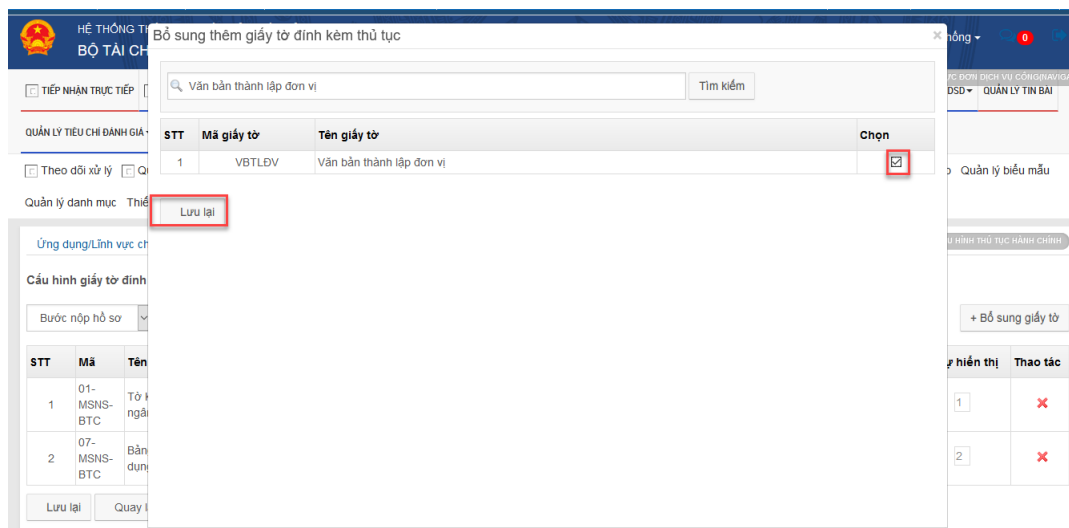 HỆ THỐNG
BỘ TÀI
Bổ sung thêm giấy tờ đính kèm thủ tục
×
0
TIẾP NHẬN TRỰC TIẾP
Văn bản thành lập đơn vị
Tìm kiếm
DSD
QUẢN LÝ TIN BÀI
QUẢN LÝ TIÊU CHÍ ĐÁNH GIÁ
STT Mã giấy tờ Tên giấy tờ Chọn
1 VBTLĐV Văn bản thành lập đơn vị
Theo dõi xử lý
Quản lý biểu mẫu
Quản lý danh mục
Lưu lại
Ứng dụng/Lĩnh vực
HÌNH THỦ TỤC HÀNH CHÍNH
Cấu hình giấy tờ đính
Bước nộp hồ sơ
+ Bổ sung giấy tờ
STT Mã Tên hiển thị Thao tác
1
01-
MSNS-
BTC
Tờ
1
2
07-
MSNS-
BTC
2
Lưu lại Quay